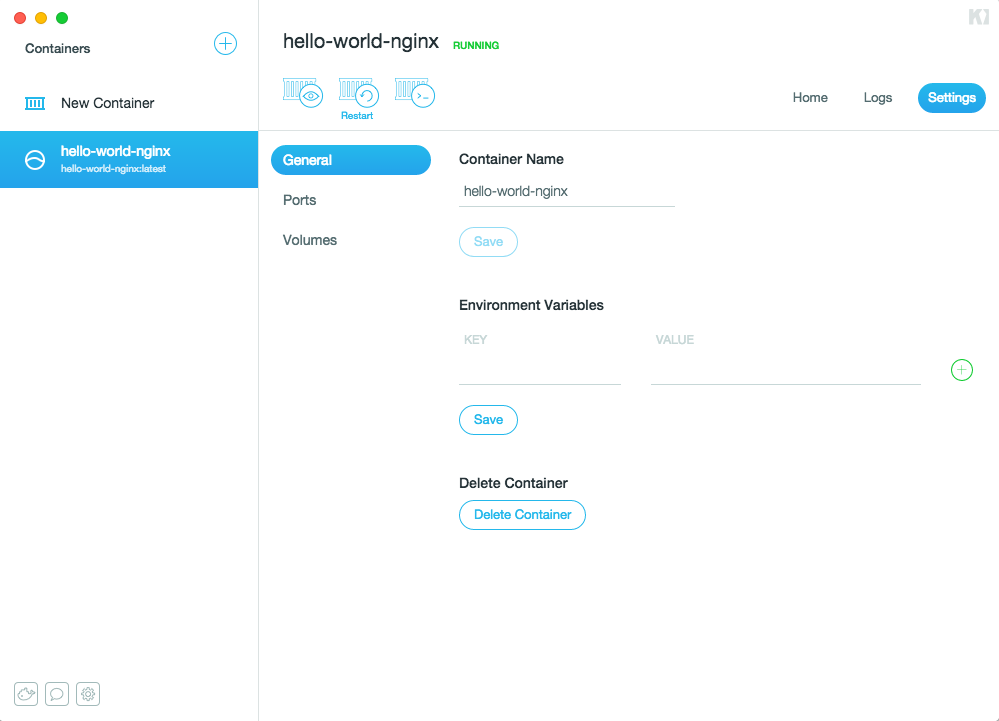 Containers
New Container
hello-world-nginx
hello-world-nginx:latest
hello-world-nginx RUNNING
Restart
Home Logs Settings
General
Ports
Volumes
Container Name
hello-world-nginx
Save
Environment Variables
KEY VALUE
Save
Delete Container
Delete Container